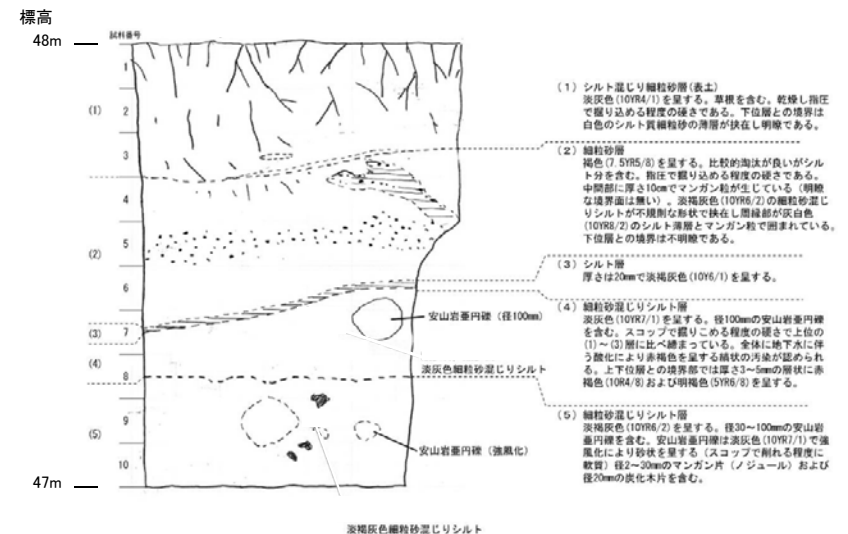 標高
48m
試料番号
1
2
3
4
5
6
7
8
9
10
(1)
(2)
(3)
(4)
(5)
47m
安山岩亜円礫（径100mm）
淡灰色細粒砂混じりシルト
安山岩亜円礫（強風化）
淡褐灰色細粒砂混じりシルト
（1）シルト混じり細粒砂層(表土)
淡灰色(10YR4/1)を呈する。草根を含む。乾燥し指圧
で掘り込める程度の硬さである。下位層との境界は
白色のシルト質細粒砂の薄層が挟在し明瞭である。
（2）細粒砂層
褐色(7.5YR5/8)を呈する。比較的淘汰が良いがシル
ト分を含む。指圧で掘り込める程度の硬さである。
中間部に厚さ10cmでマンガン粒が生じている（明瞭
な境界面は無い）。淡褐灰色(10YR6/2)の細粒砂混じ
りシルトが不規則な形状で挟在し周縁部が灰白色
(10YR8/2)のシルト薄層とマンガン粒で囲まれている。
下位層との境界は不明瞭である。
（3）シルト層
厚さは20mmで淡褐灰色(10Y6/1)を呈する。
（4）細粒砂混じりシルト層
淡灰色(10YR7/1)を呈する。径100mmの安山岩亜円礫
を含む。スコップで掘りこめる程度の硬さで上位の
(1)～(3)層に比べ締まっている。全体に地下水に伴
う酸化により赤褐色を呈する縞状の汚染が認められ
る。上下位層との境界部では厚さ3～5mmの層状に赤
褐色(10R4/8)および明褐色(5YR6/8)を呈する。
（5）細粒砂混じりシルト層
淡褐灰色(10YR6/2)を呈する。径30～100mmの安山岩
亜円礫を含む。安山岩亜円礫は淡灰色(10YR7/1)で強
風化により砂状を呈する（スコップで削れる程度に
軟質）径2～30mmのマンガン片（ノジュール）および
径20mmの炭化木片を含む。